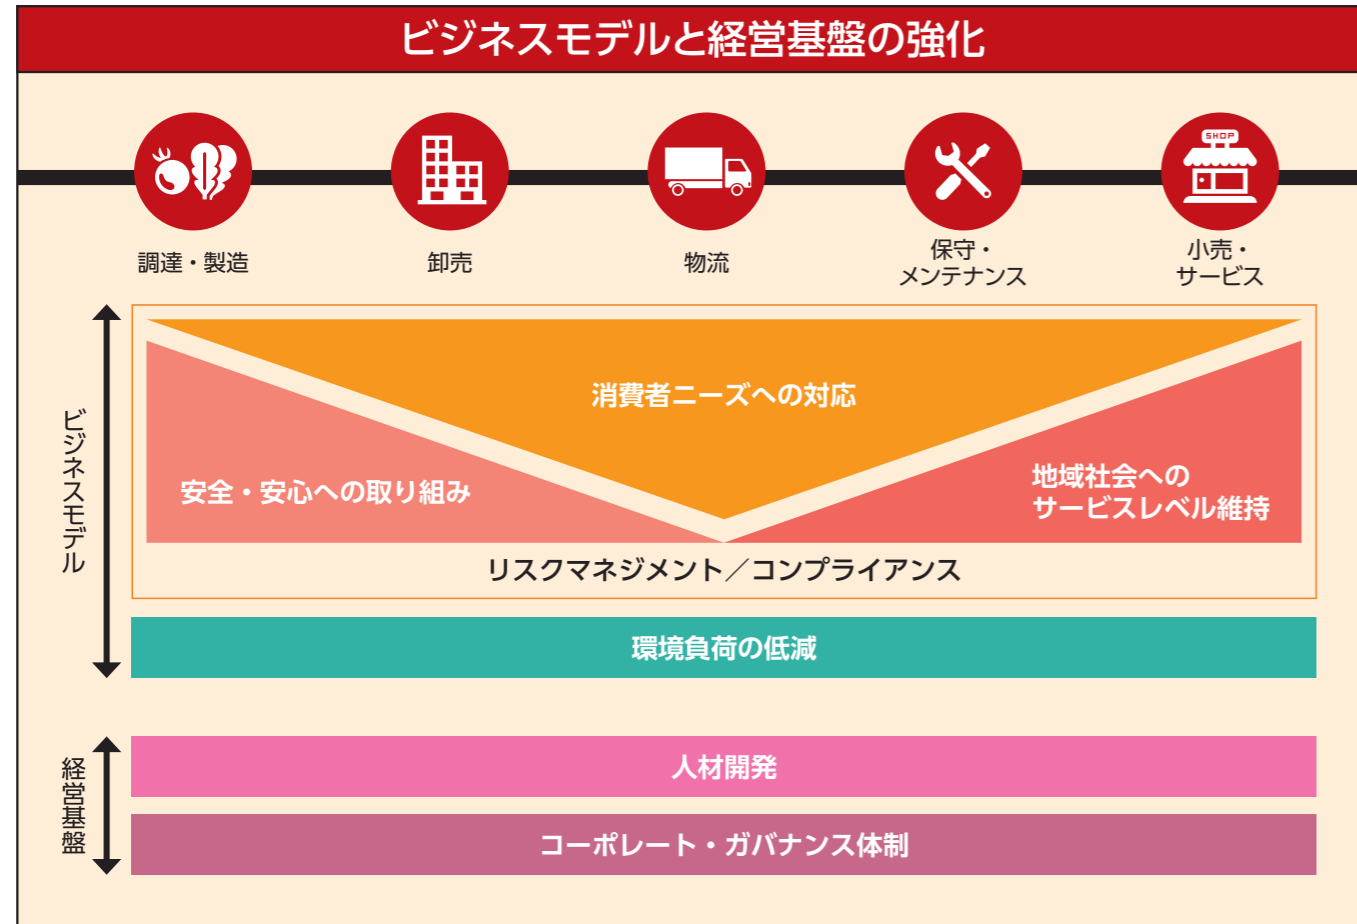 ビジネスモデルと経営基盤の強化
SHOP
調達・製造
卸売
物流
保守・
メンテナンス
小売・
サービス
ビジネスモデル
消費者ニーズへの対応
安全・安心への取り組み
地域社会への
サービスレベル維持
リスクマネジメント／コンプライアンス
環境負荷の低減
経営基盤
人材開発
コーポレート・ガバナンス体制